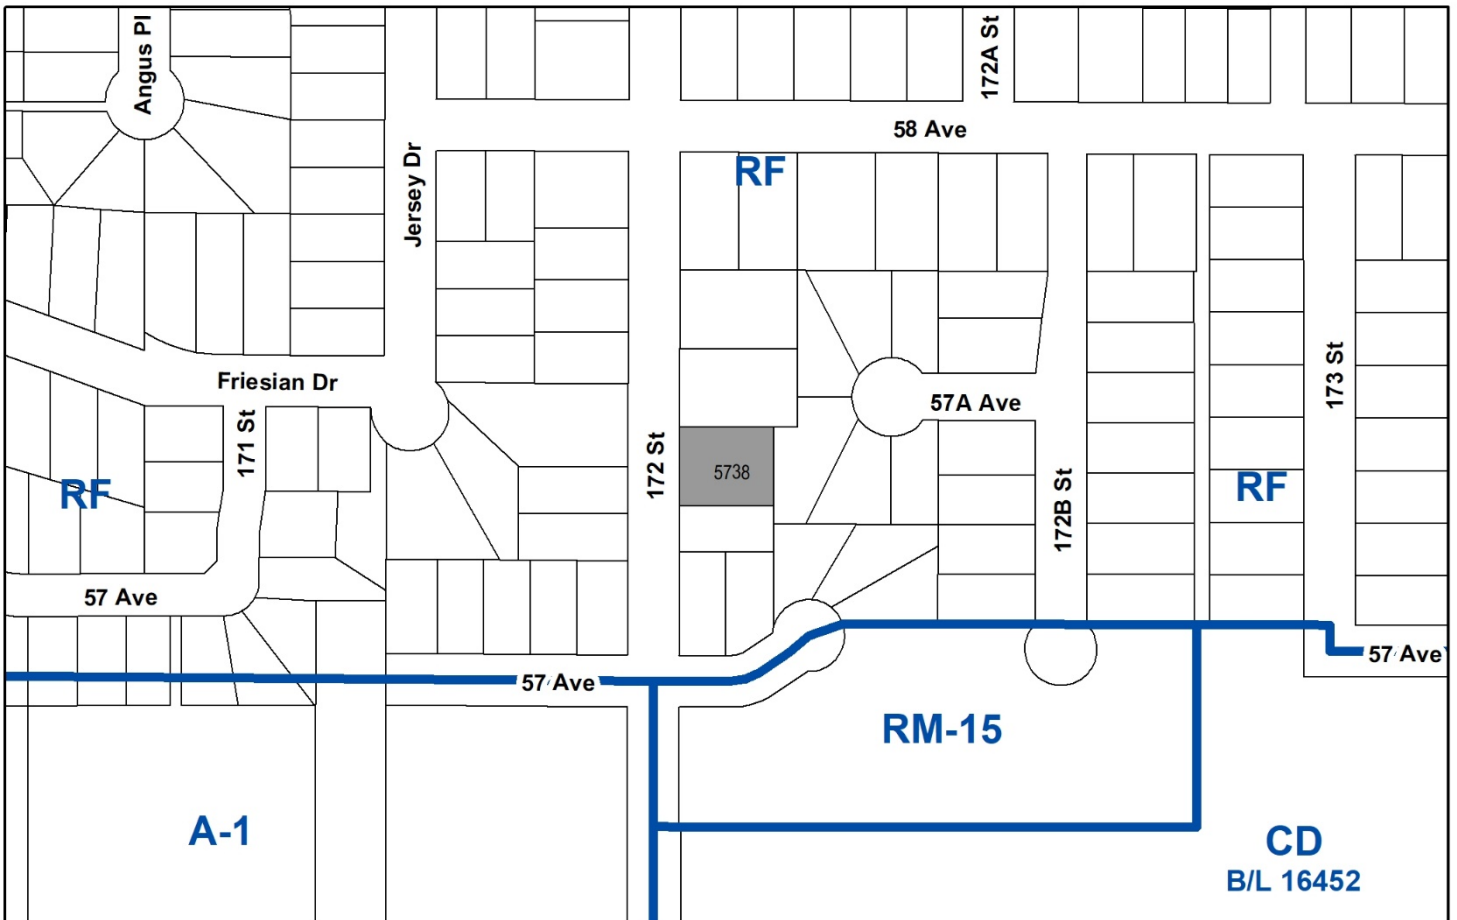 Angus Pl
172A St
58 Ave
RF
Jersey Dr
Friesian Dr
171 St
57A Ave
173 St
172 St
5738
RF
RF
172B St
57 Ave
57 Ave
57 Ave
RM-15
A-1
CD
B/L 16452